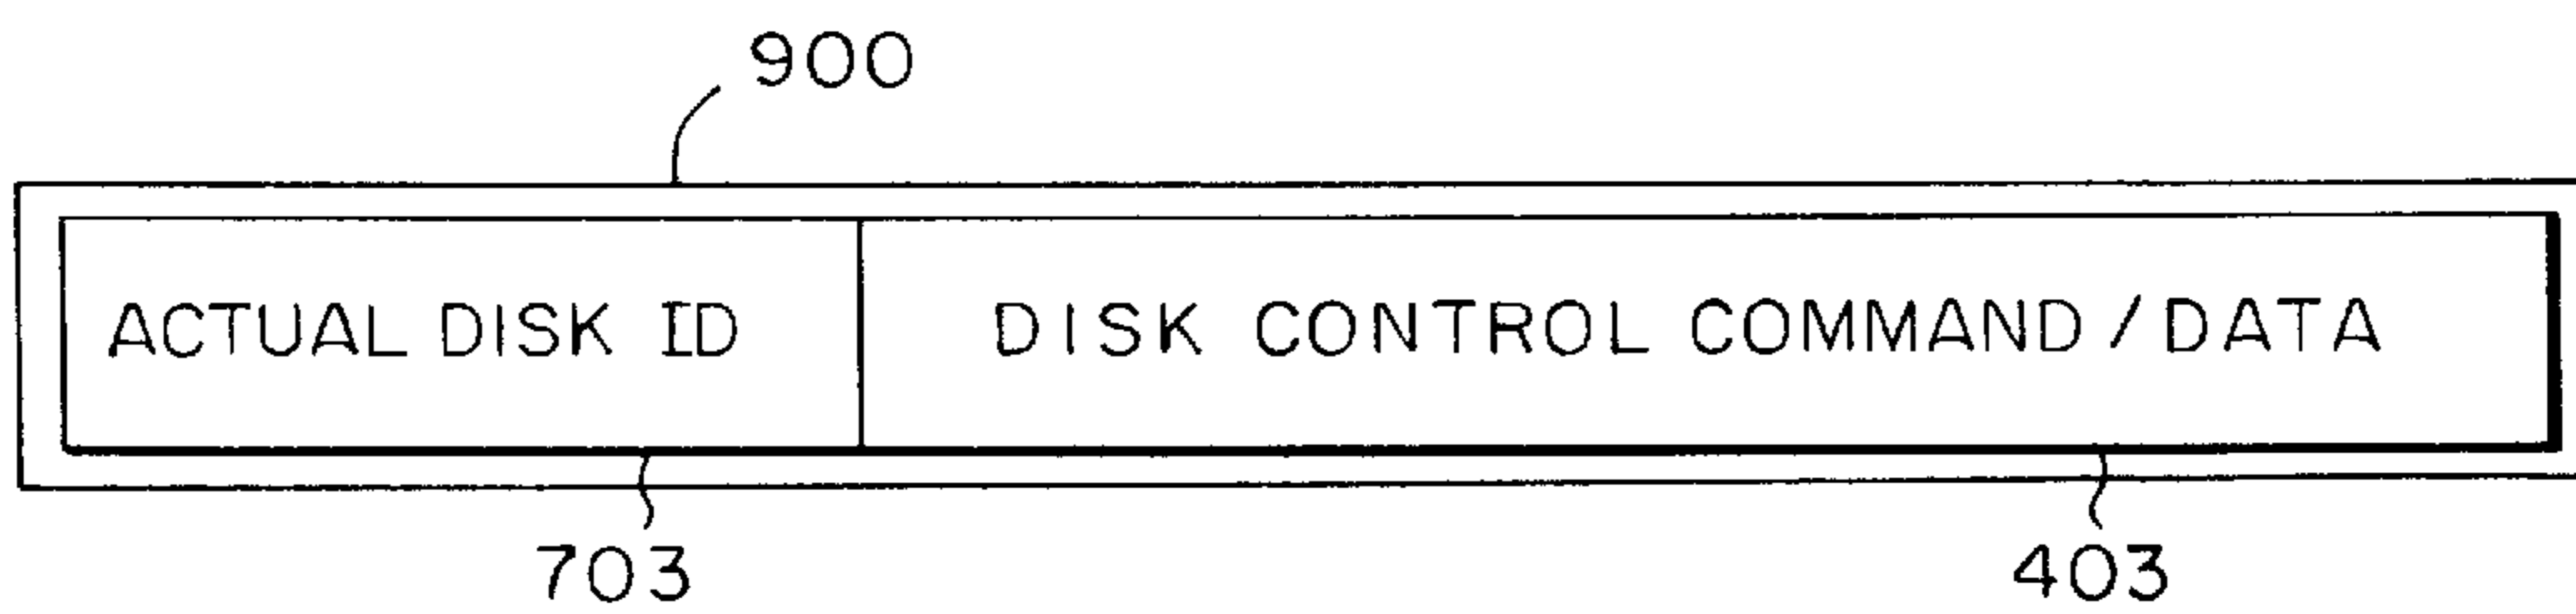 900
ACTUAL DISK ID DISK CONTROL COMMAND/DATA
703 403